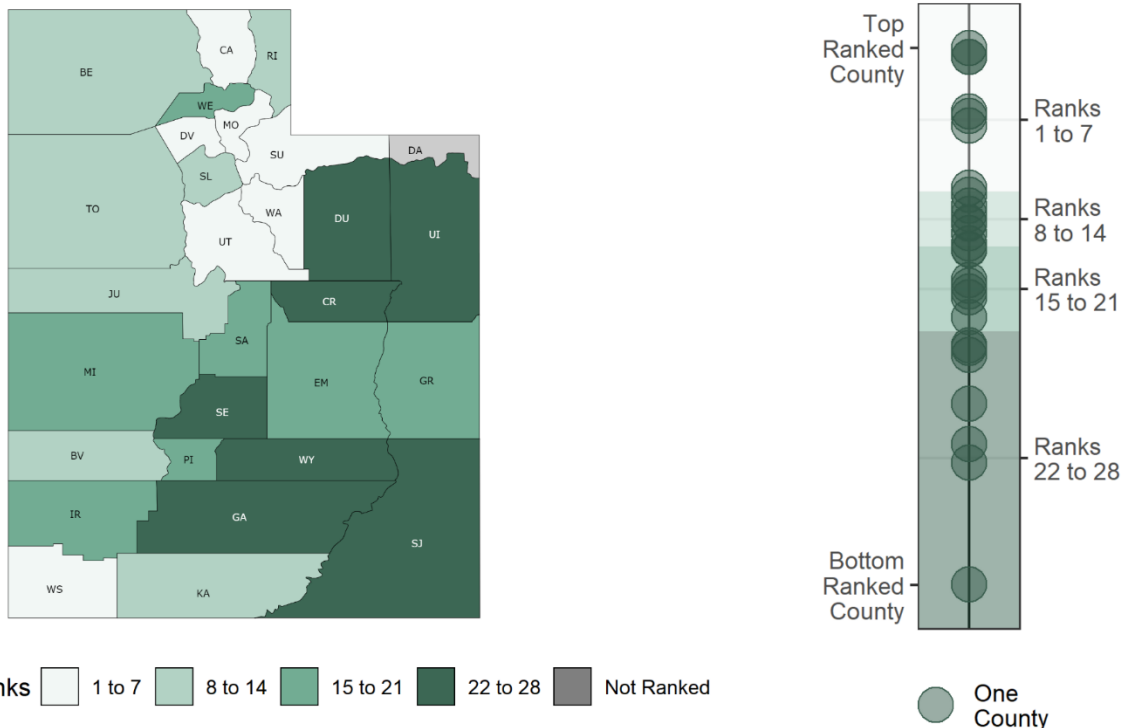 CA
RI
BE
WE
MO
DV
DA
SU
SL
TO
WA
DU
UI
UT
JU
CR
SA
MI
EM
GR
SE
BV
PI
WY
IR
GA
SJ
WS
KA
nks
1 to 7
8 to 14
15 to 21
22 to 28
Not Ranked
Top
Ranked
County
Ranks
1 to 7
Ranks
8 to 14
Ranks
15 to 21
Ranks
22 to 28
Bottom
Ranked
County
One
County